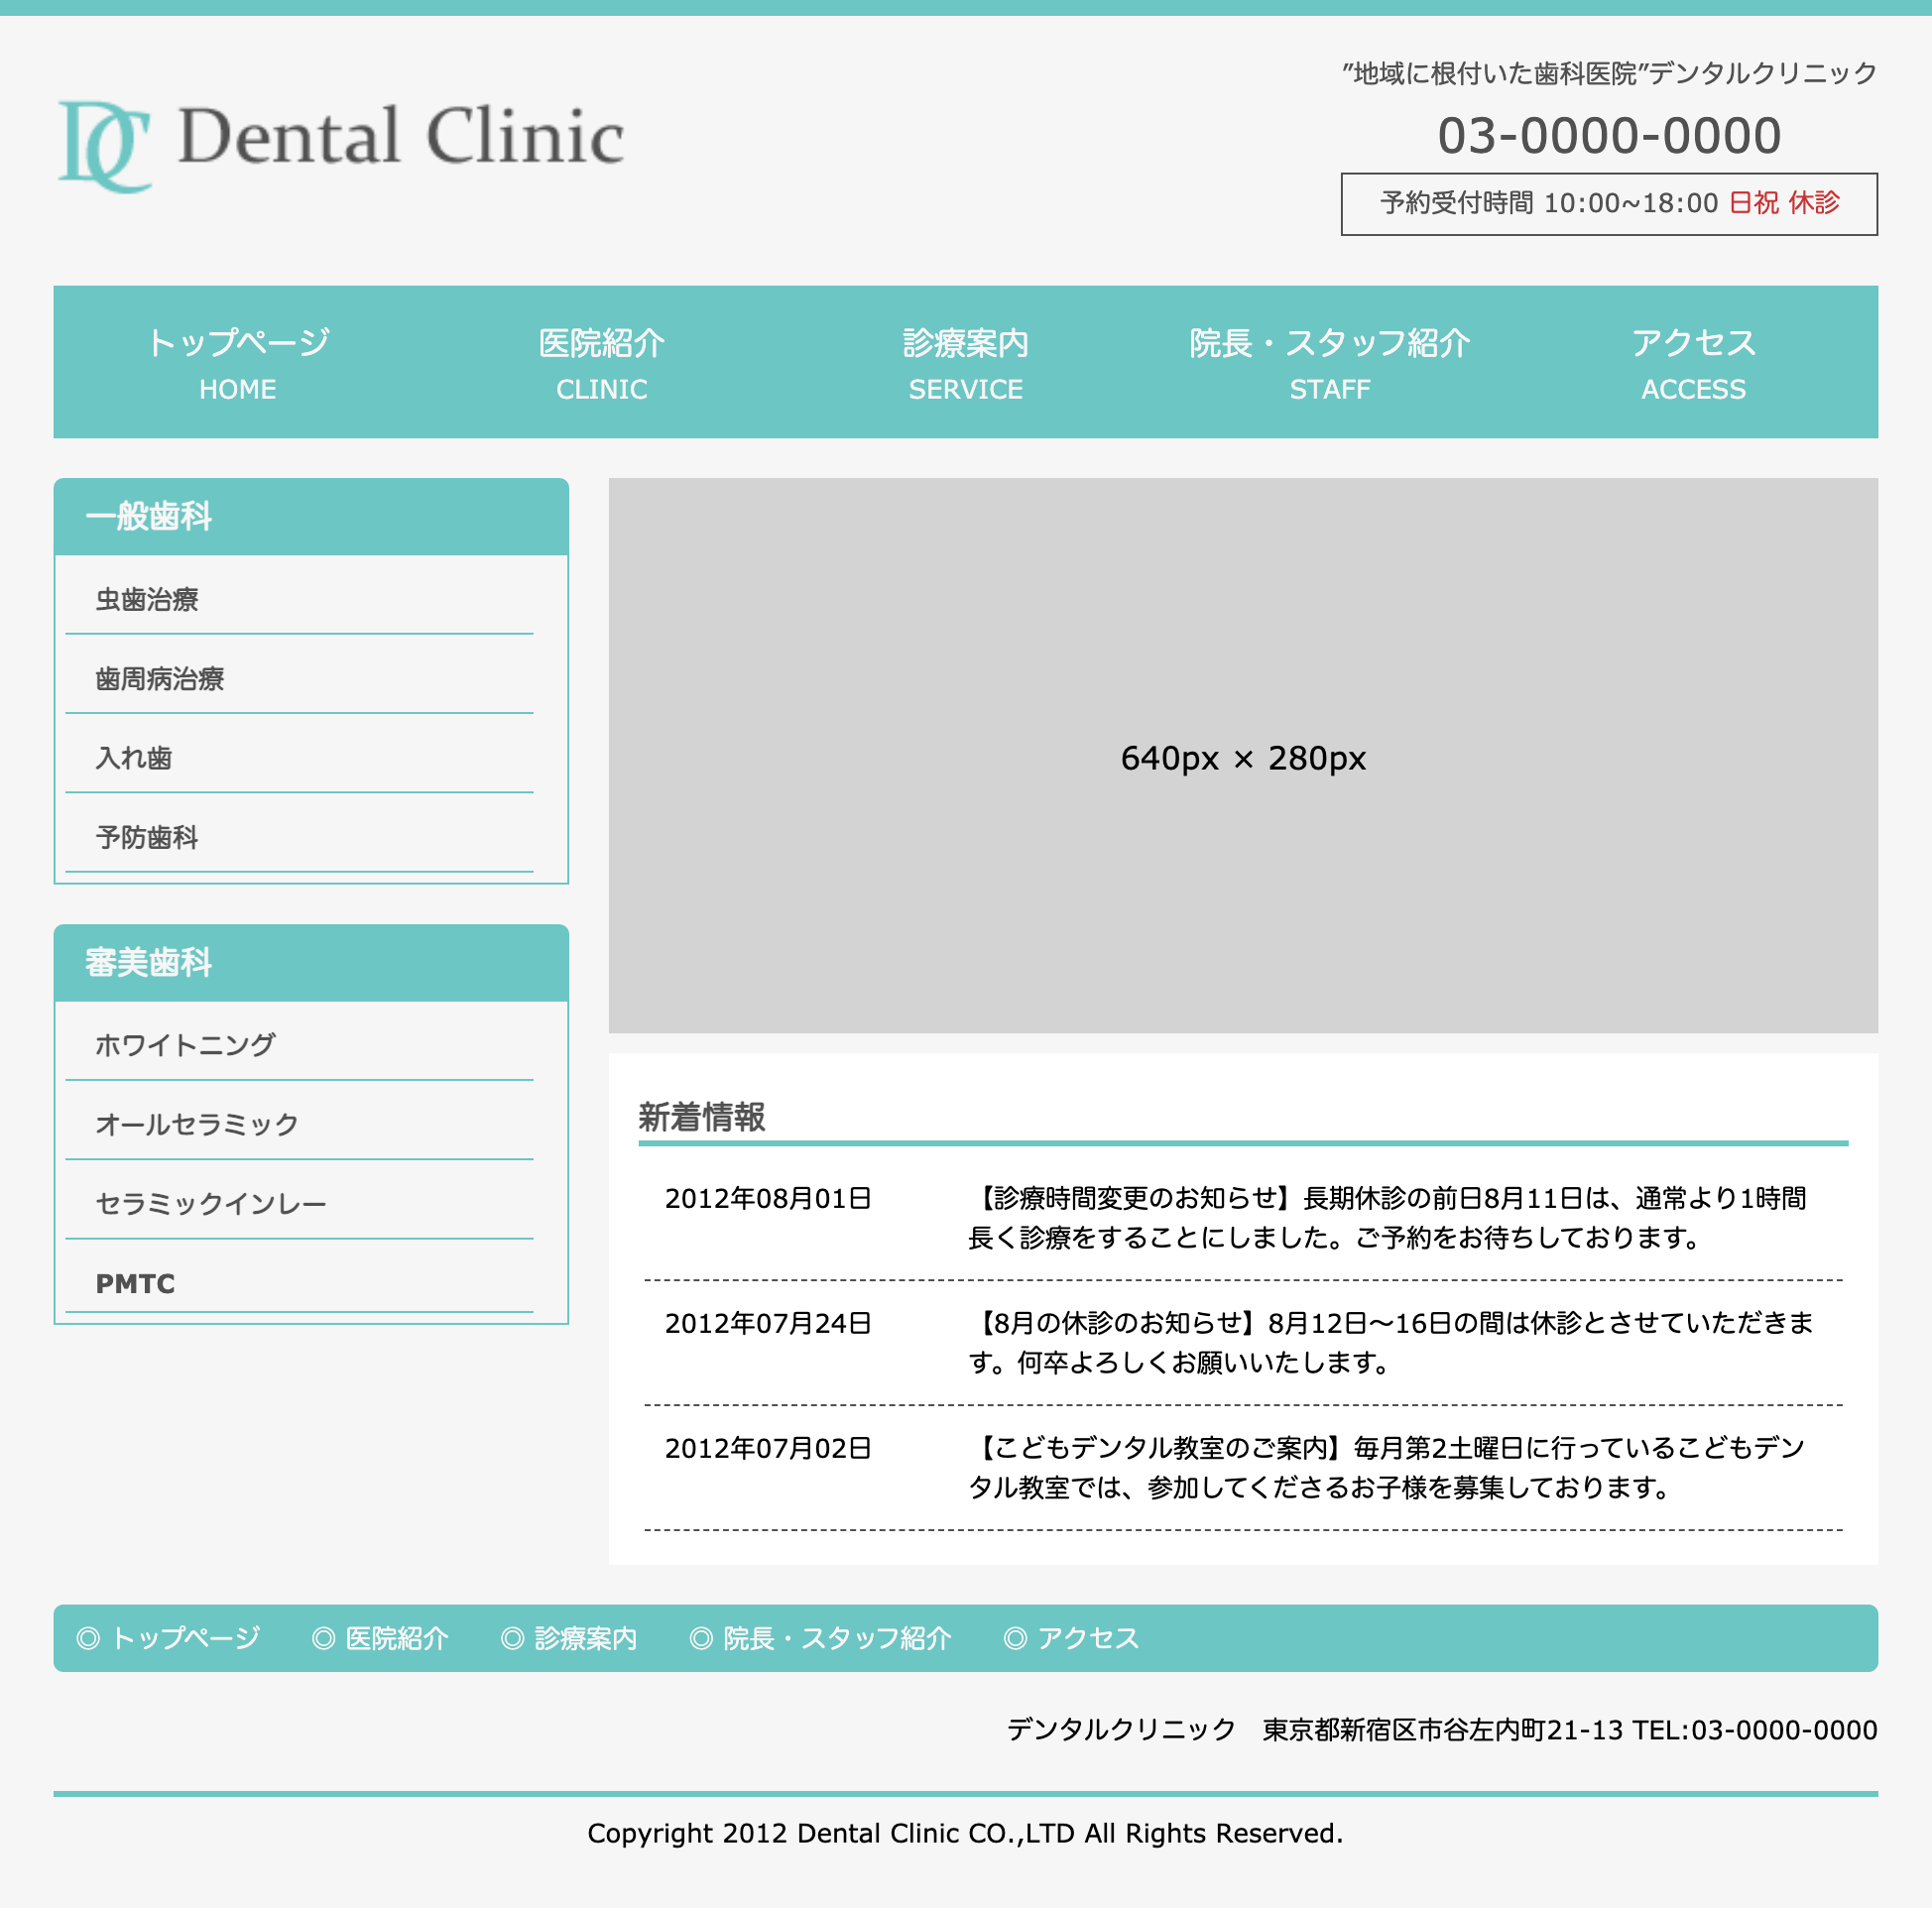 DC Dental Clinic
”地域に根付いた歯科医院”デンタルクリニック
03-0000-0000
予約受付時間 10:00~18:00 日祝 休診
トップページ
HOME
医院紹介
CLINIC
診療案内
SERVICE
院長・スタッフ紹介
STAFF
アクセス
ACCESS
一般歯科
虫歯治療
歯周病治療
入れ歯
予防歯科
審美歯科
ホワイトニング
オールセラミック
セラミックインレー
PMTC
640px × 280px
新着情報
2012年08月01日 【診療時間変更のお知らせ】長期休診の前日8月11日は、通常より1時間
長く診療をすることにしました。ご予約をお待ちしております。
2012年07月24日 【8月の休診のお知らせ】8月12日〜16日の間は休診とさせていただきま
す。何卒よろしくお願いいたします。
2012年07月02日 【こどもデンタル教室のご案内】毎月第2土曜日に行っているこどもデン
タル教室では、参加してくださるお子様を募集しております。
◎ トップページ ◎ 医院紹介 ◎ 診療案内 ◎ 院長・スタッフ紹介 ◎ アクセス
デンタルクリニック　東京都新宿区市谷左内町21-13 TEL:03-0000-0000
Copyright 2012 Dental Clinic CO.,LTD All Rights Reserved.